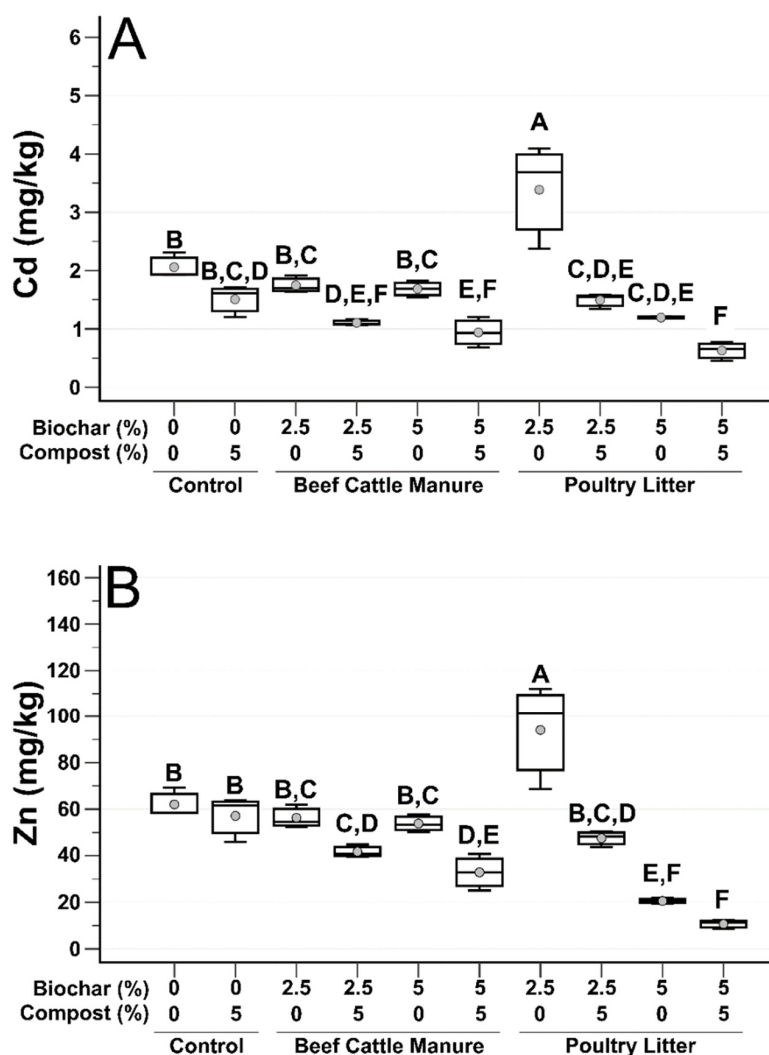 A
6
5
4
3
2
1
0
Cd (mg/kg)
B
B,C,D
B,C
D,E,F
B,C
E,F
A
C,D,E
C,D,E
F
Biochar (%) 0 0 2.5 2.5 5 5 2.5 2.5 5 5
Compost (%) 0 5 0 5 0 5 0 5 0 5
Control Beef Cattle Manure Poultry Litter
B
160
140
120
100
80
60
40
20
0
Zn (mg/kg)
B
B
B,C
C,D
B,C
D,E
A
B,C,D
E,F
F
Biochar (%) 0 0 2.5 2.5 5 5 2.5 2.5 5 5
Compost (%) 0 5 0 5 0 5 0 5 0 5
Control Beef Cattle Manure Poultry Litter